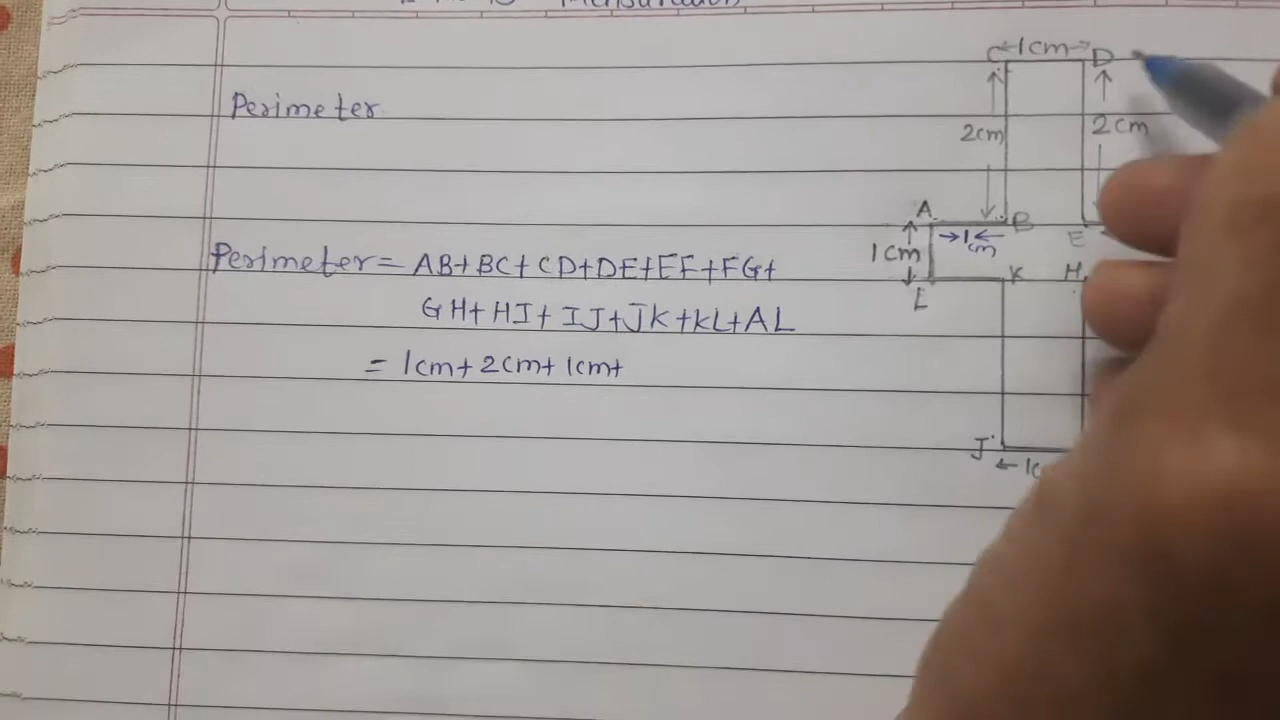 Mensuration
C 1cm D
Perimeter
2cm 2cm
A B
1cm E
1cm
Perimeter = AB+BC+CD+DE+EF+FG+
L K H
GH+HI+IJ+JK+KL+AL
= 1cm+2cm+1cm+
J